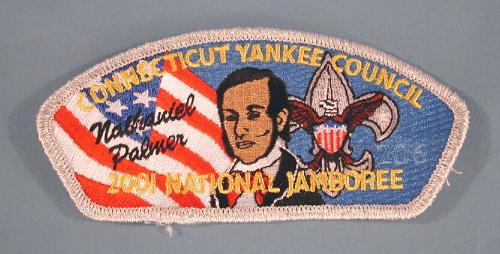 CONNECTICUT YANKEE COUNCIL
Nathaniel
Palmer
2001 NATIONAL JAMBOREE